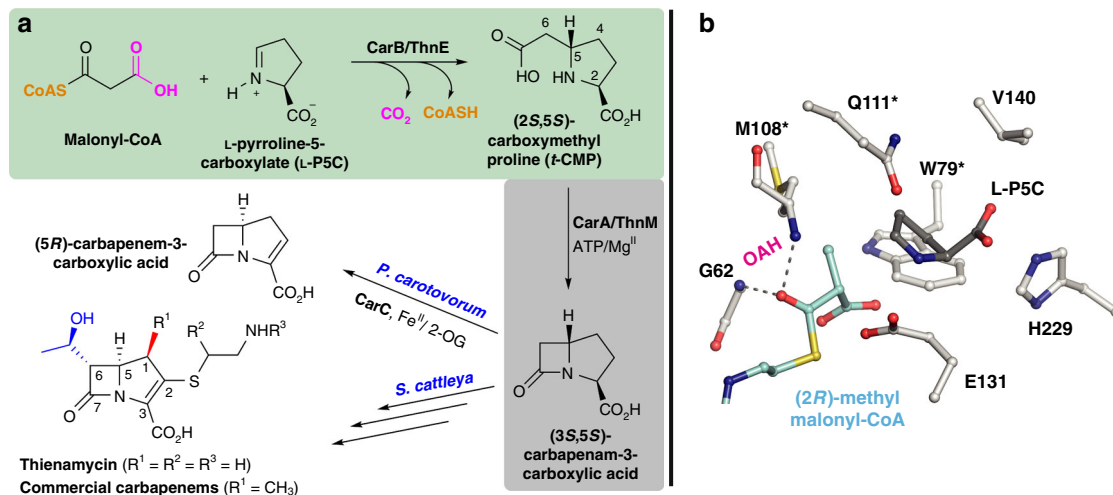 a
O
O
CoAS
OH
Malonyl-CoA
+
N
H
+
CO2−
L-pyrroline-5-
carboxylate (L-P5C)
CarB/ThnE
CO2
CoASH
6
4
O
5
HO
HN
2
CO2H
(2S,5S)-
carboxymethyl
proline (t-CMP)
CarA/ThnM
ATP/MgII
(5R)-carbapenem-3-
carboxylic acid
H
O
N
CO2H
P. carotovorum
CarC, FeII/ 2-OG
OH
R1
R2
NHR3
H
1
6
5
S
2
O
7
N
3
CO2H
S. cattleya
H
O
N
CO2H
(3S,5S)-
carbapenam-3-
carboxylic acid
Thienamycin (R1 = R2 = R3 = H)
Commercial carbapenems (R1 = CH3)
b
Q111*
V140
M108*
W79*
L-P5C
OAH
G62
H229
E131
(2R)-methyl
malonyl-CoA